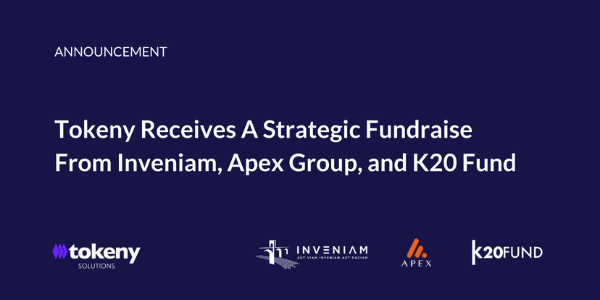 ANNOUNCEMENT
Tokeny Receives A Strategic Fundraise
From Inveniam, Apex Group, and K20 Fund
tokeny
SOLUTIONS
INVENIAM
AUT VIAM INVENIAM AUT FACIAM
APEX
K20FUND